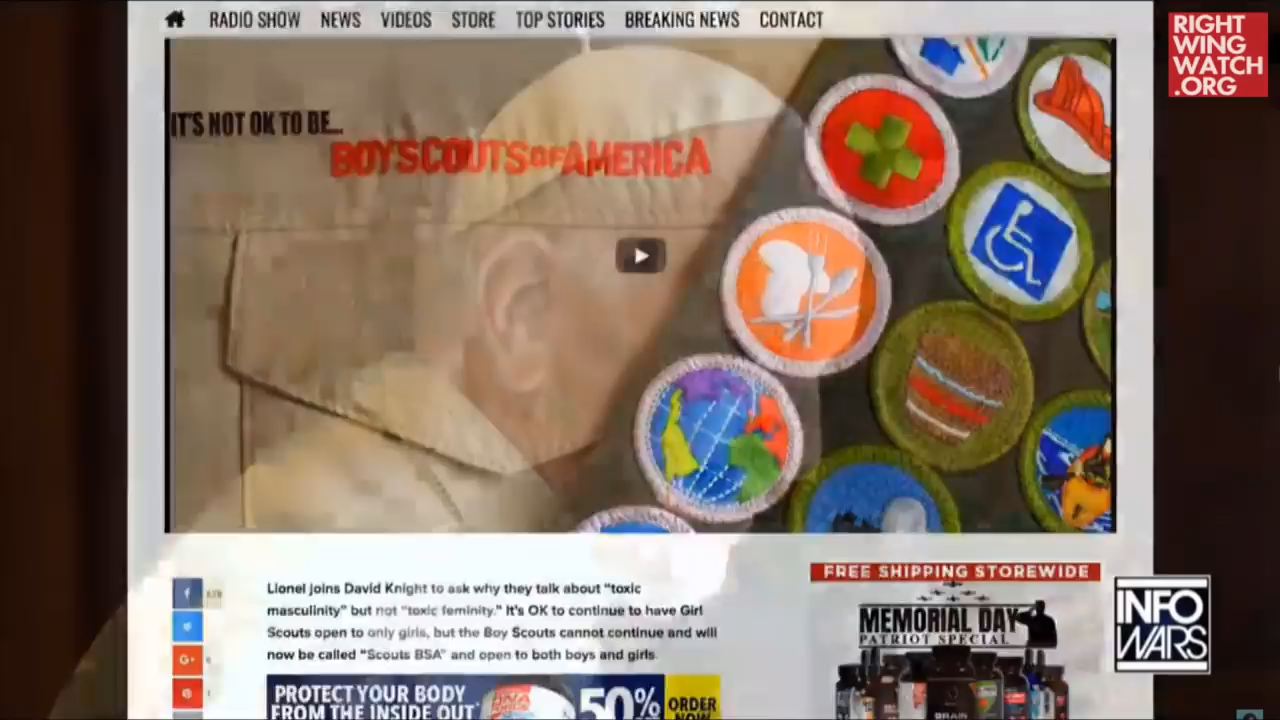 RADIO SHOW NEWS VIDEOS STORE TOP STORIES BREAKING NEWS CONTACT
RIGHT
WING
WATCH
.ORG
IT'S NOT OK TO BE...
BOYSCOUTSOFAMERICA
Lionel joins David Knight to ask why they talk about "toxic
masculinity" but not "toxic feminity." It's OK to continue to have Girl
Scouts open to only girls, but the Boy Scouts cannot continue and will
now be called "Scouts BSA" and open to both boys and girls.
FREE SHIPPING STOREWIDE
MEMORIAL DAY
PATRIOT SPECIAL
BRAIN
INFO
WARS
PROTECT YOUR BODY
FROM THE INSIDE OUT
50%
ORDER
NOW